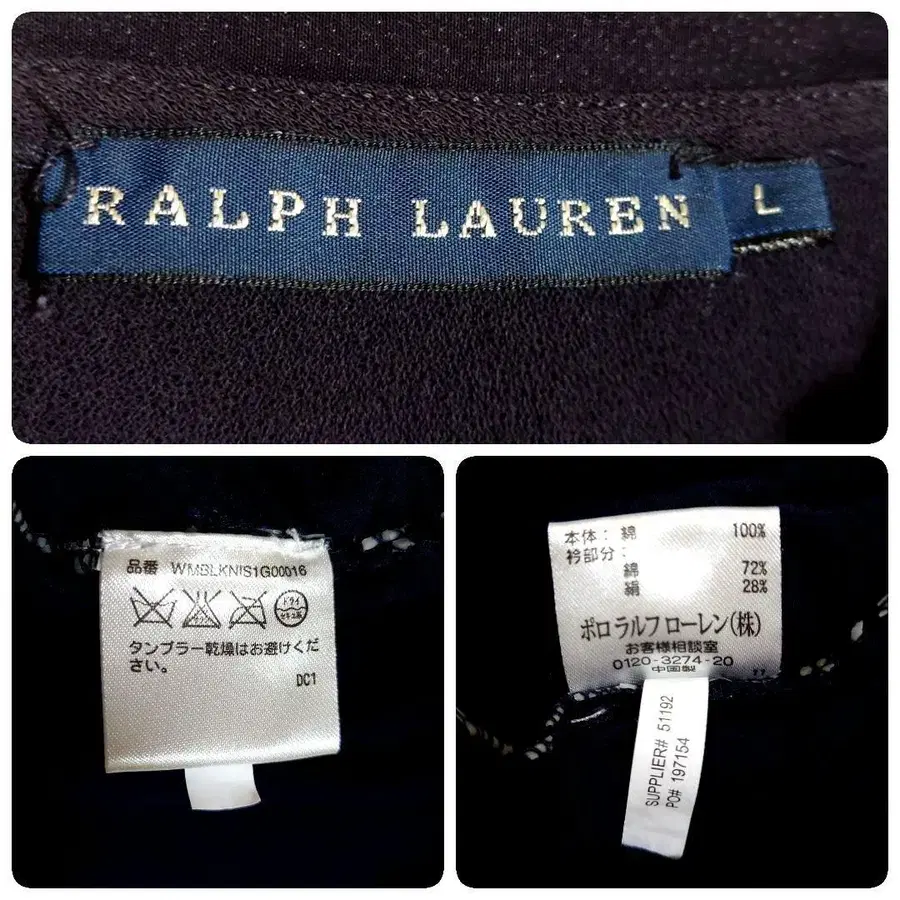 RALPH LAUREN L
品番 WMBLKNIS1G00016
ドライ
タンブラー乾燥はお避けくだ
さい。
DC1
本体: 綿 100%
衿部分:
綿 72%
絹 28%
ポロ ラルフ ローレン(株)
お客様相談室
0120-3274-20
中国製
SUPPLIER# 51192
PO# 197154